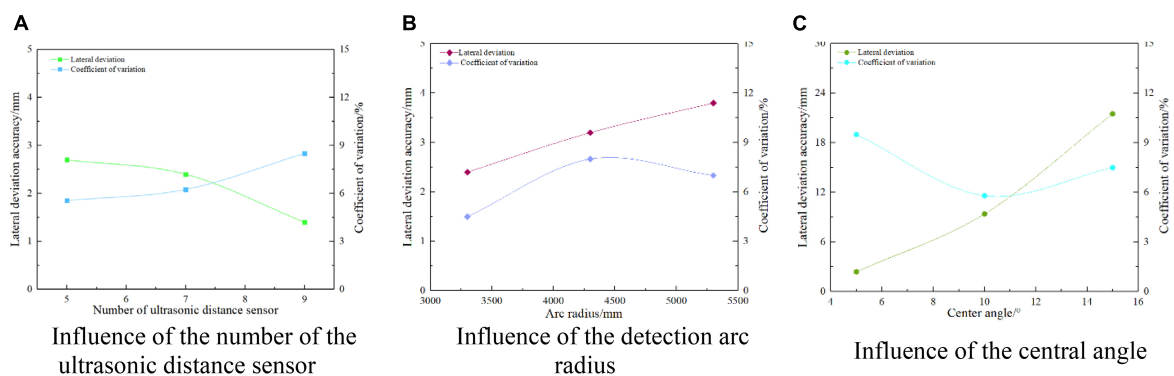 A
Lateral deviation
Coefficient of variation
Lateral deviation accuracy/mm
5
4
3
2
1
0
15
12
9
6
3
0
Coefficient of variation/%
5 6 7 8 9
Number of ultrasonic distance sensor
Influence of the number of the
ultrasonic distance sensor
B
Lateral deviation
Coefficient of variation
Lateral deviation accuracy/mm
5
4
3
2
1
0
15
12
9
6
3
0
Coefficient of variation/%
3000 3500 4000 4500 5000 5500
Arc radius/mm
Influence of the detection arc
radius
C
Lateral deviation
Coefficient of variation
Lateral deviation accuracy/mm
30
24
18
12
6
0
15
12
9
6
3
0
Coefficient of variation/%
4 6 8 10 12 14 16
Center angle/°
Influence of the central angle